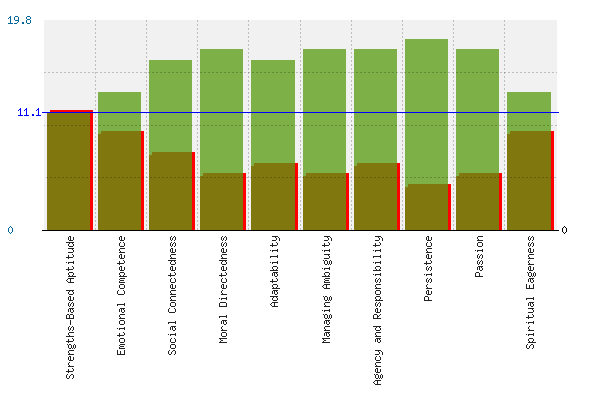 19.8
11.1
0
0
Strengths-Based Aptitude
Emotional Competence
Social Connectedness
Moral Directedness
Adaptability
Managing Ambiguity
Agency and Responsibility
Persistence
Passion
Spiritual Eagerness